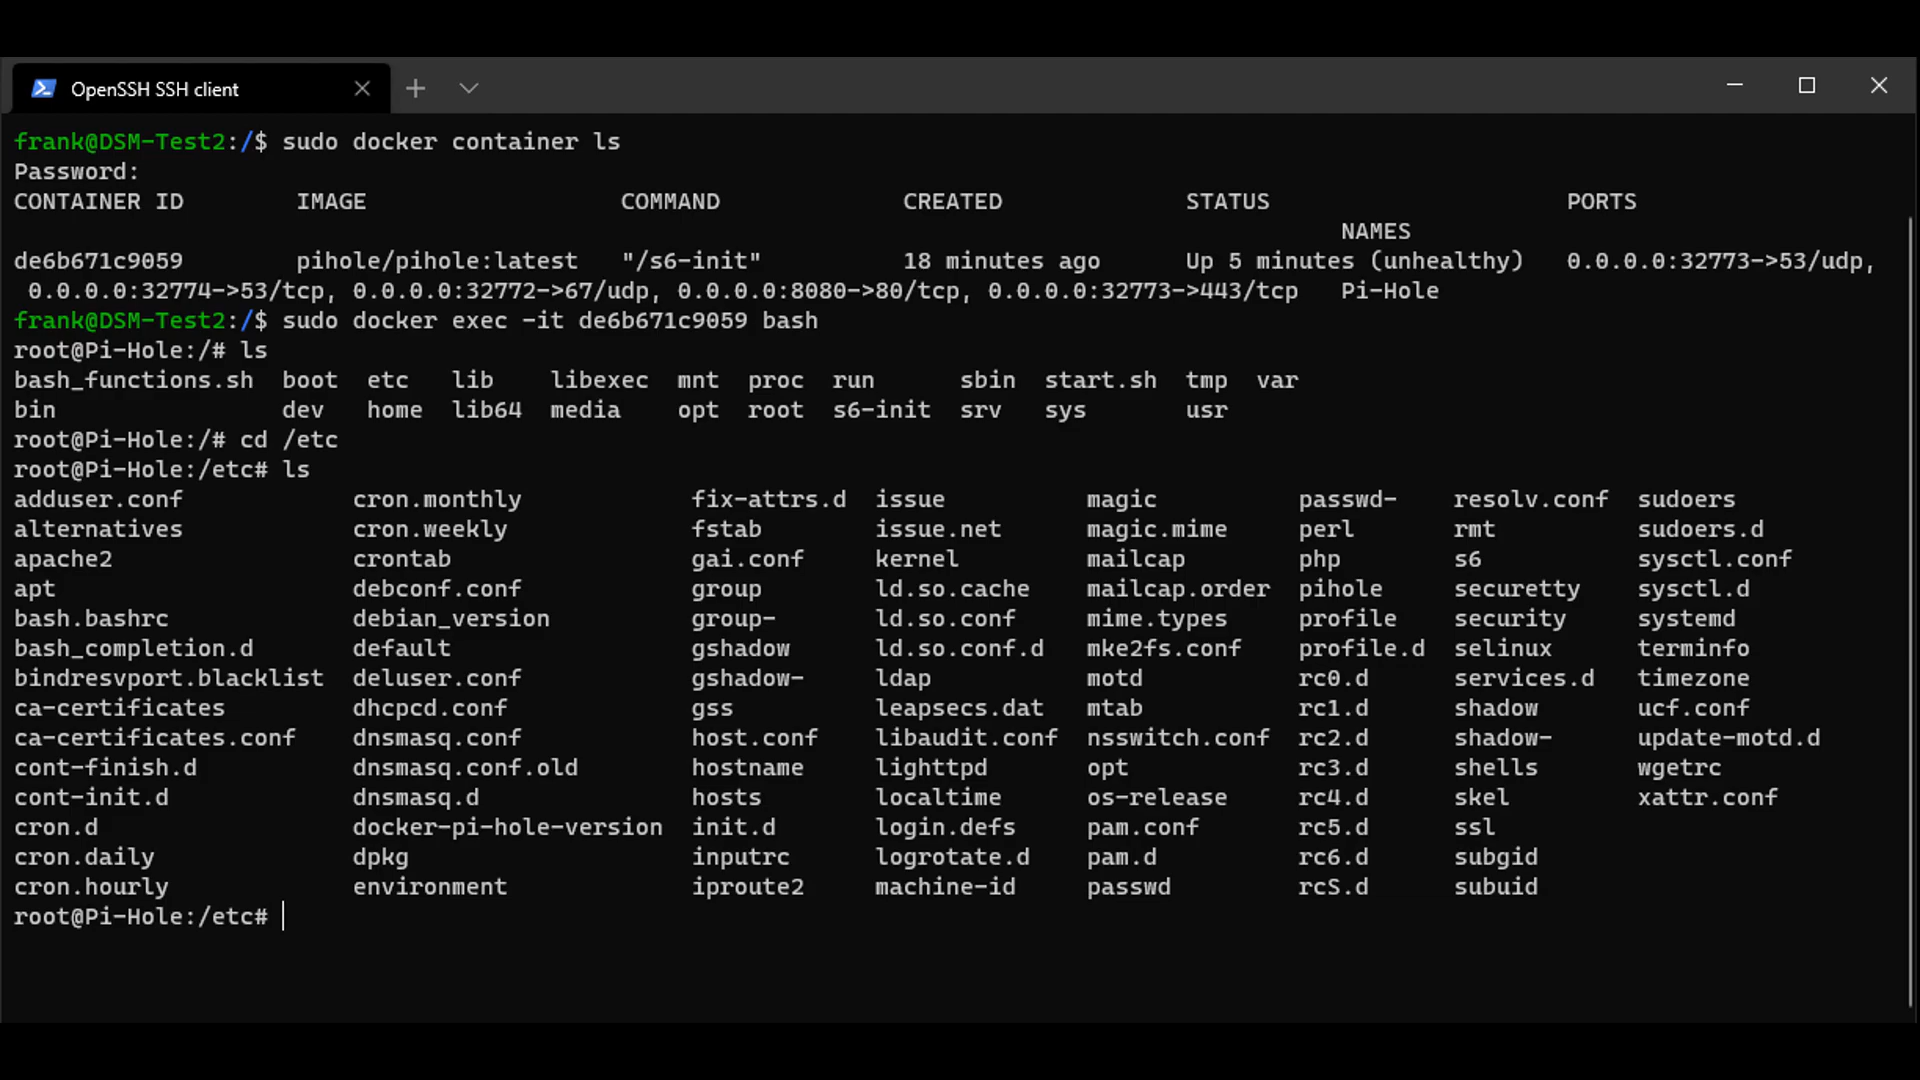 OpenSSH SSH client
frank@DSM-Test2:/$ sudo docker container ls
Password:
CONTAINER ID        IMAGE                  COMMAND             CREATED             STATUS                     PORTS
NAMES
de6b671c9059        pihole/pihole:latest   "/s6-init"          18 minutes ago      Up 5 minutes (unhealthy)   0.0.0.0:32773->53/udp,
0.0.0.0:32774->53/tcp, 0.0.0.0:32772->67/udp, 0.0.0.0:8080->80/tcp, 0.0.0.0:32773->443/tcp   Pi-Hole
frank@DSM-Test2:/$ sudo docker exec -it de6b671c9059 bash
root@Pi-Hole:/# ls
bash_functions.sh  boot  etc   lib    libexec  mnt  proc  run      sbin  start.sh  tmp  var
bin                dev   home  lib64  media    opt  root  s6-init  srv   sys       usr
root@Pi-Hole:/# cd /etc
root@Pi-Hole:/etc# ls
adduser.conf            cron.monthly            fix-attrs.d  issue          magic          passwd-    resolv.conf  sudoers
alternatives            cron.weekly             fstab        issue.net      magic.mime     perl       rmt          sudoers.d
apache2                 crontab                 gai.conf     kernel         mailcap        php        s6           sysctl.conf
apt                     debconf.conf            group        ld.so.cache    mailcap.order  pihole     securetty    sysctl.d
bash.bashrc             debian_version          group-       ld.so.conf     mime.types     profile    security     systemd
bash_completion.d       default                 gshadow      ld.so.conf.d   mke2fs.conf    profile.d  selinux      terminfo
bindresvport.blacklist  deluser.conf            gshadow-     ldap           motd           rc0.d      services.d   timezone
ca-certificates         dhcpcd.conf             gss          leapsecs.dat   mtab           rc1.d      shadow       ucf.conf
ca-certificates.conf    dnsmasq.conf            host.conf    libaudit.conf  nsswitch.conf  rc2.d      shadow-      update-motd.d
cont-finish.d           dnsmasq.conf.old        hostname     lighttpd       opt            rc3.d      shells       wgetrc
cont-init.d             dnsmasq.d               hosts        localtime      os-release     rc4.d      skel         xattr.conf
cron.d                  docker-pi-hole-version  init.d       login.defs     pam.conf       rc5.d      ssl
cron.daily              dpkg                    inputrc      logrotate.d    pam.d          rc6.d      subgid
cron.hourly             environment             iproute2     machine-id     passwd         rcS.d      subuid
root@Pi-Hole:/etc#